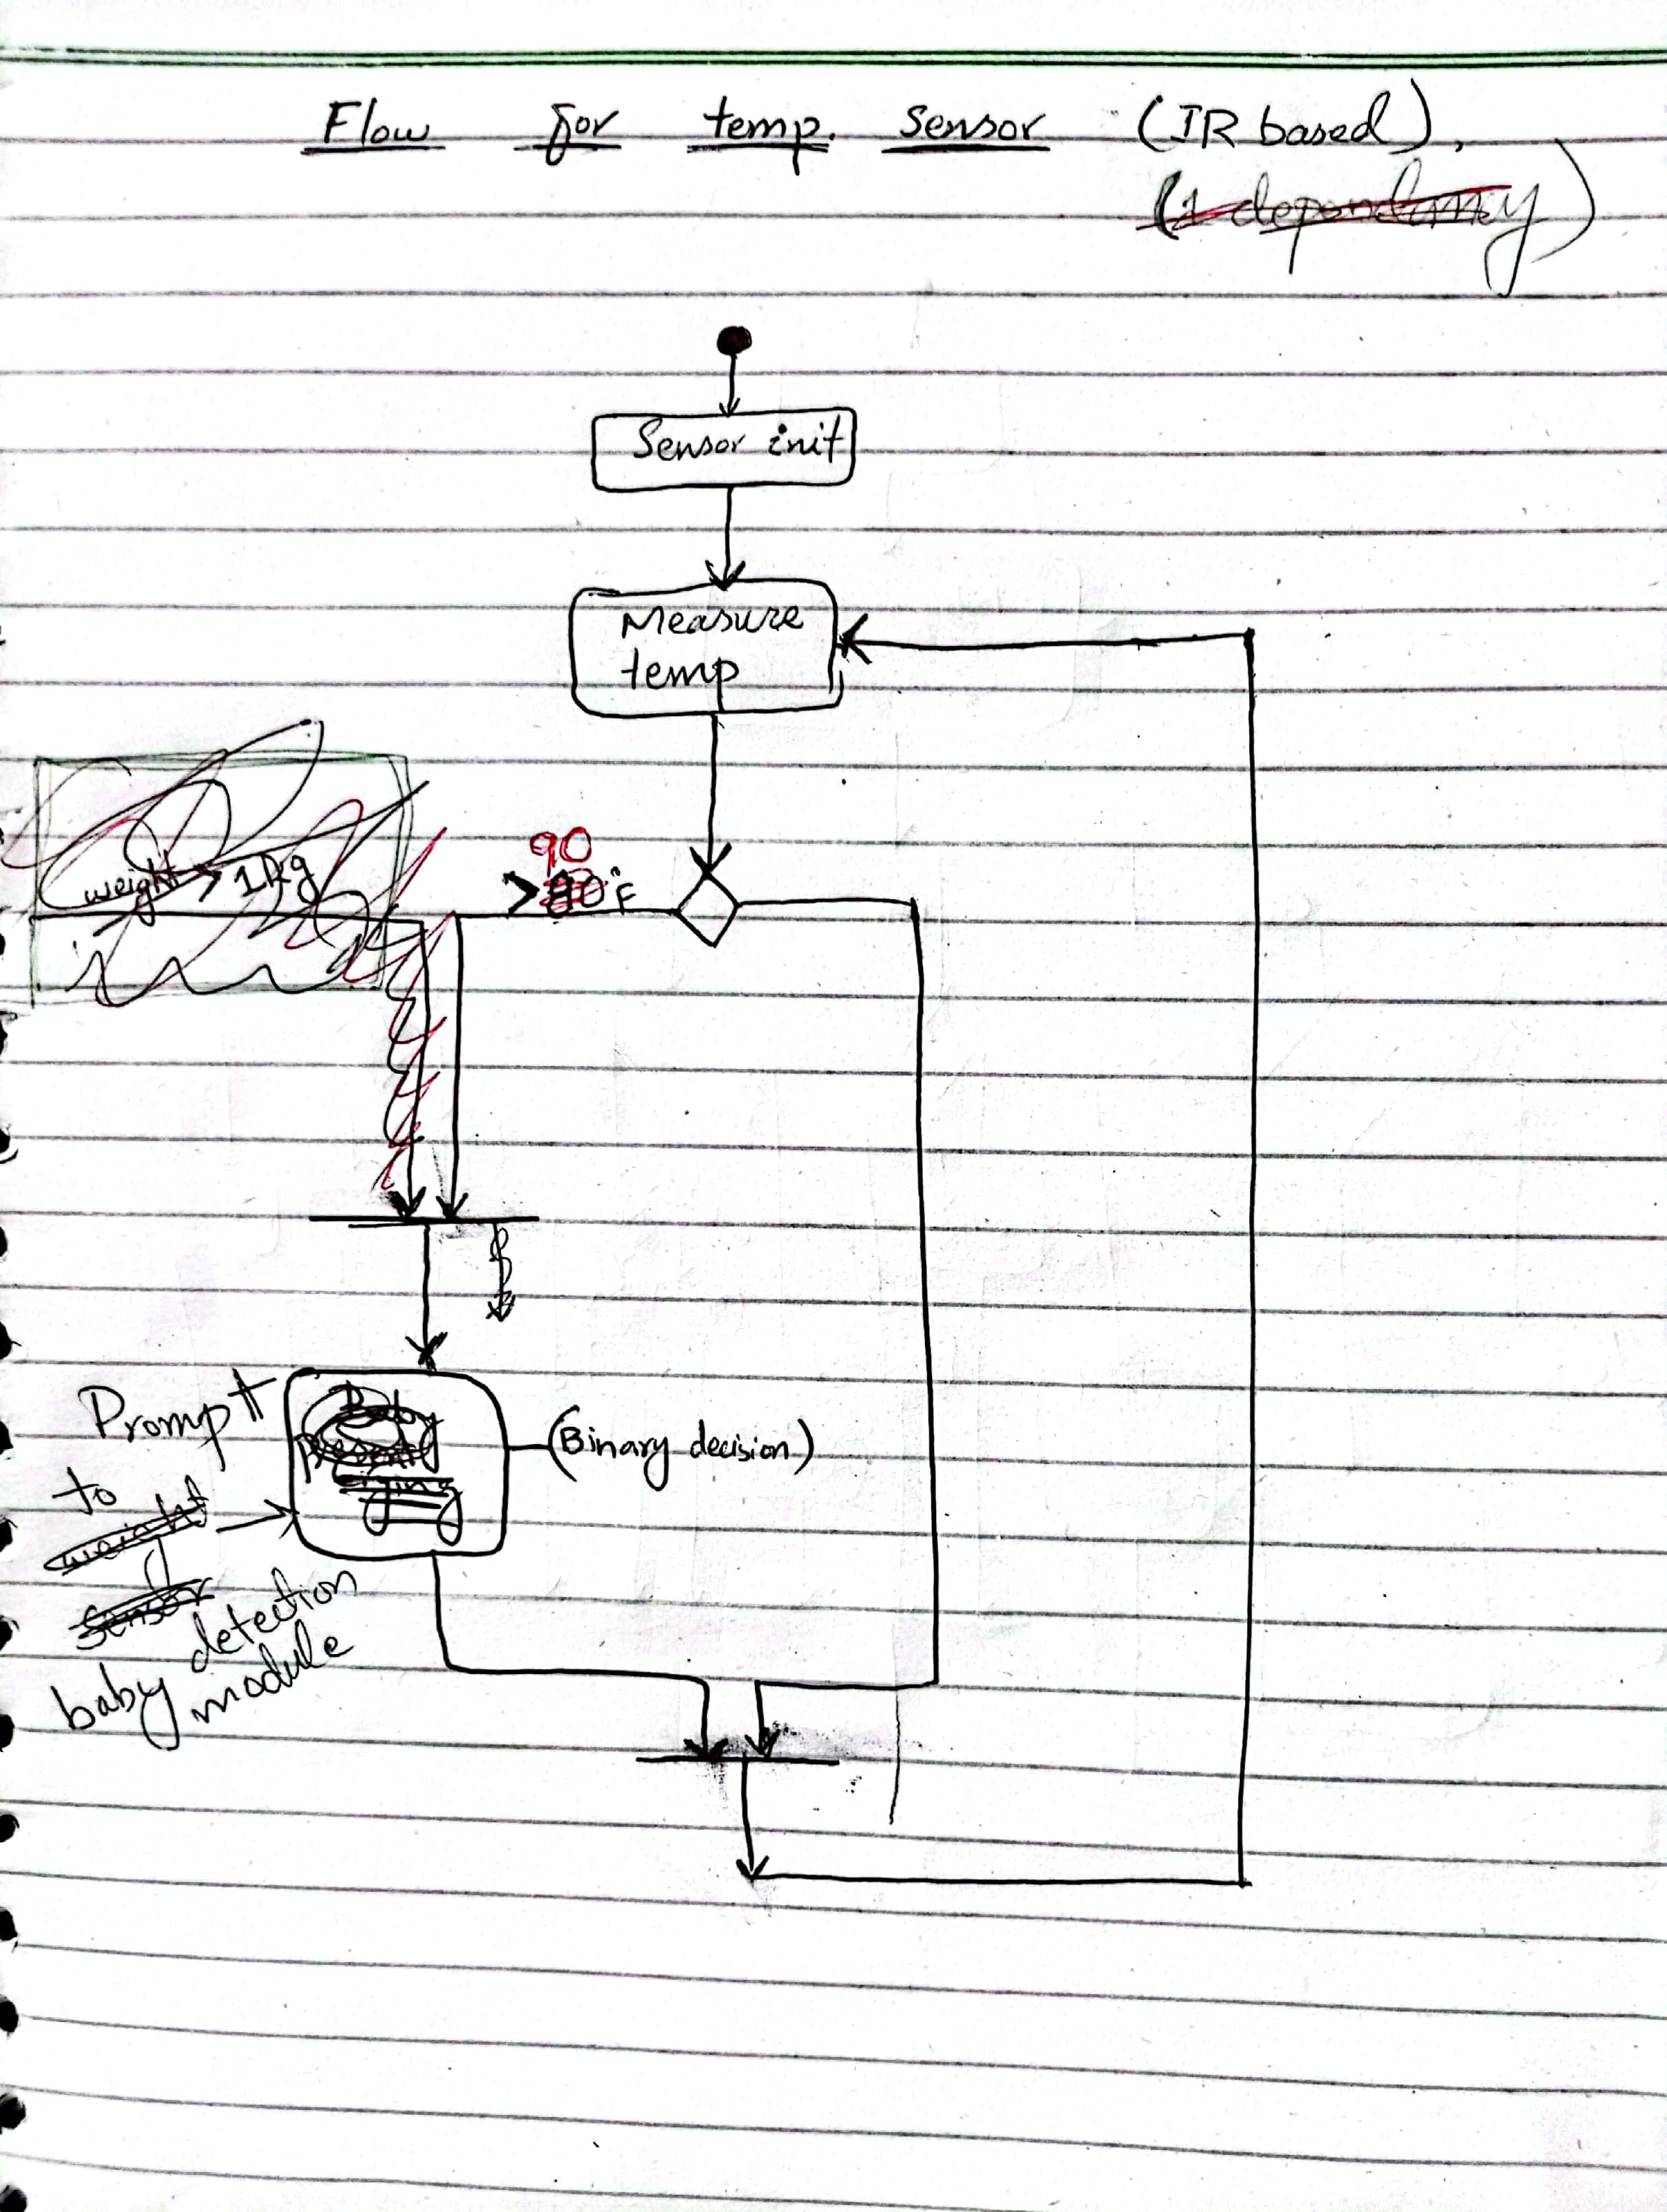 Flow for temp. sensor (IR based),
(1 dependency)
Sensor init
Measure
temp
weight > 1kg
90
>80°F
Prompt
to
weight
sensor
baby detection
module
Baby
present
(Binary decision)